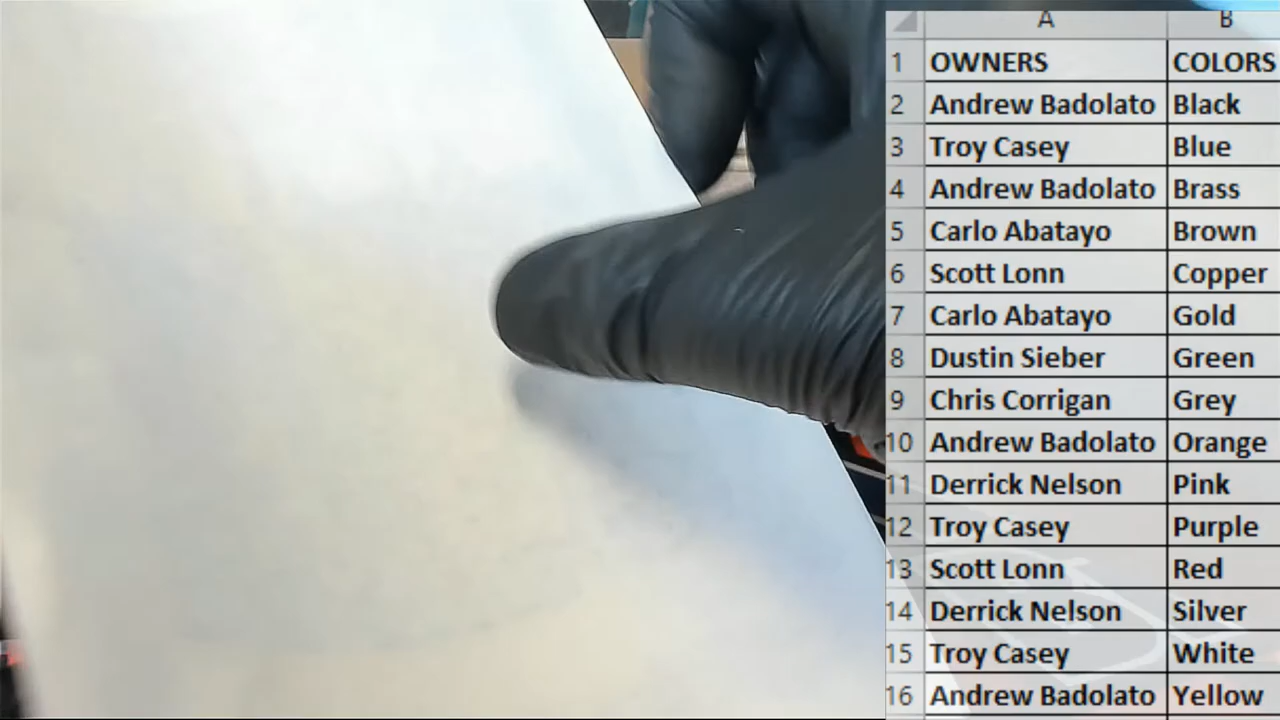 A B
1 OWNERS COLORS
2 Andrew Badolato Black
3 Troy Casey Blue
4 Andrew Badolato Brass
5 Carlo Abatayo Brown
6 Scott Lonn Copper
7 Carlo Abatayo Gold
8 Dustin Sieber Green
9 Chris Corrigan Grey
10 Andrew Badolato Orange
11 Derrick Nelson Pink
12 Troy Casey Purple
13 Scott Lonn Red
14 Derrick Nelson Silver
15 Troy Casey White
16 Andrew Badolato Yellow